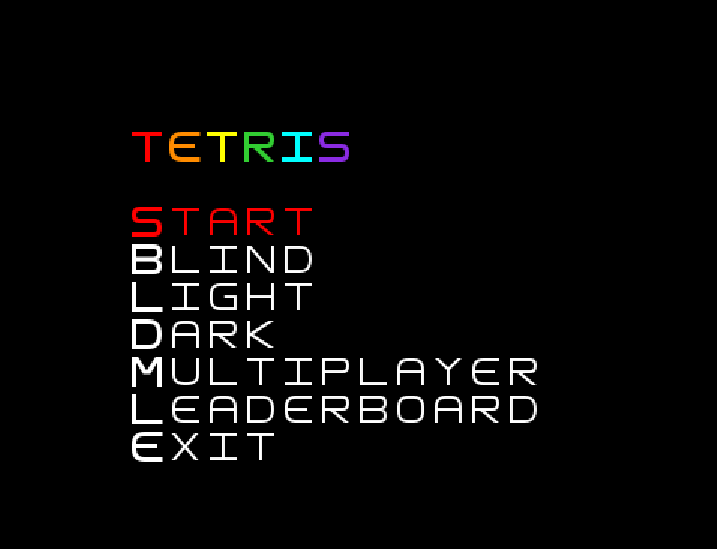 TETRIS
START
BLIND
LIGHT
DARK
MULTIPLAYER
LEADERBOARD
EXIT